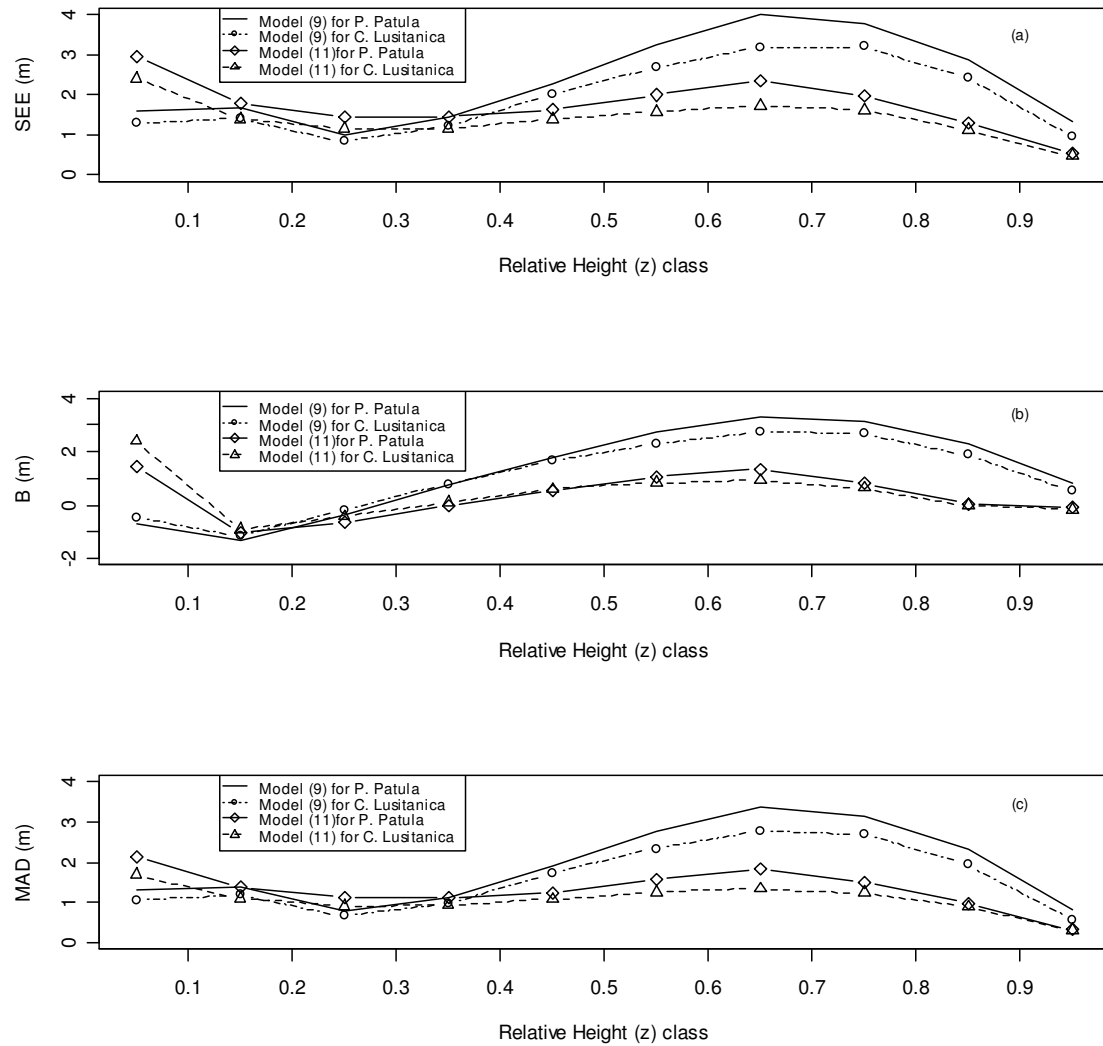 Model (9) for P. Patula
Model (9) for C. Lusitanica
Model (11)for P. Patula
Model (11) for C. Lusitanica
(a)
SEE (m)
4
3
2
1
0
0.1 0.2 0.3 0.4 0.5 0.6 0.7 0.8 0.9
Relative Height (z) class
Model (9) for P. Patula
Model (9) for C. Lusitanica
Model (11)for P. Patula
Model (11) for C. Lusitanica
(b)
B (m)
4
2
0
-2
0.1 0.2 0.3 0.4 0.5 0.6 0.7 0.8 0.9
Relative Height (z) class
Model (9) for P. Patula
Model (9) for C. Lusitanica
Model (11)for P. Patula
Model (11) for C. Lusitanica
(c)
MAD (m)
4
3
2
1
0
0.1 0.2 0.3 0.4 0.5 0.6 0.7 0.8 0.9
Relative Height (z) class